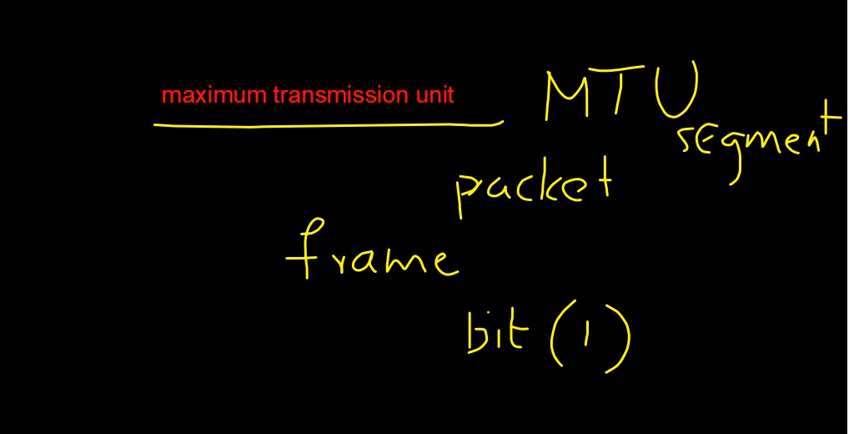 maximum transmission unit MTU
segment
packet
frame
bit (1)